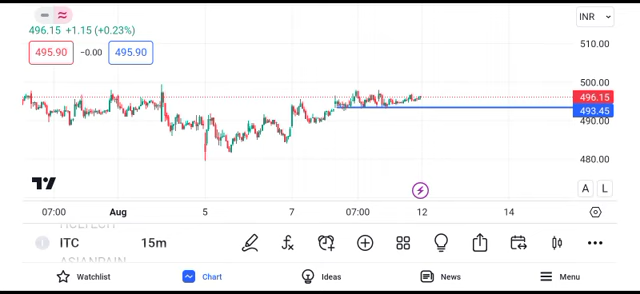 INR
496.15 +1.15 (+0.23%)
495.90 −0.00 495.90
510.00
500.00
496.15
493.45
490.00
480.00
A L
07:00 Aug 5 7 07:00 12 14
HCLTECH
ITC 15m
ASIANPAINT
Watchlist Chart Ideas News Menu